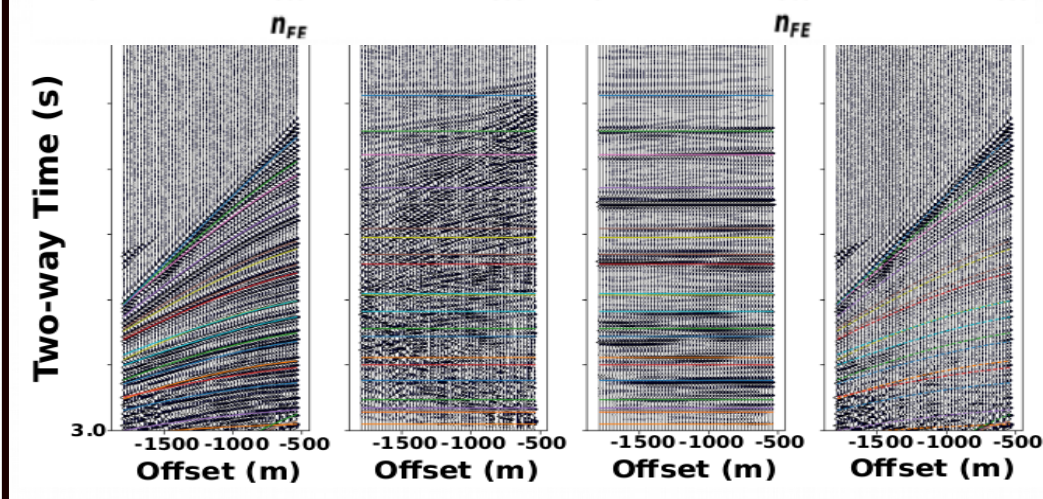 n_FE n_FE
Two-way Time (s)
3.0
-1500 -1000 -500 -1500 -1000 -500 -1500 -1000 -500 -1500 -1000 -500
Offset (m) Offset (m) Offset (m) Offset (m)